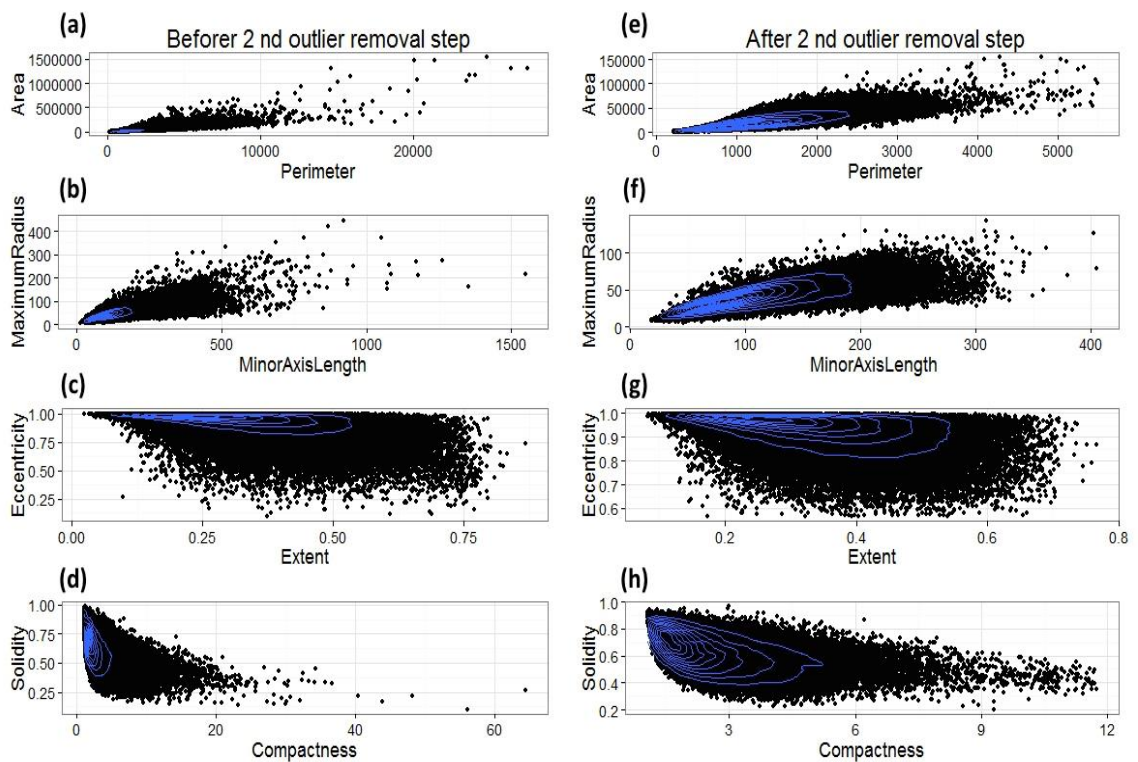 (a)
Beforer 2 nd outlier removal step
Area
1500000
1000000
500000
0
0
10000
20000
Perimeter
(b)
MaximumRadius
400
300
200
100
0
0
500
1000
1500
MinorAxisLength
(c)
Eccentricity
1.00
0.75
0.50
0.25
0.00
0.25
0.50
0.75
Extent
(d)
Solidity
1.00
0.75
0.50
0.25
0
20
40
60
Compactness
(e)
After 2 nd outlier removal step
Area
150000
100000
50000
0
0
1000
2000
3000
4000
5000
Perimeter
(f)
MaximumRadius
100
50
0
0
100
200
300
400
MinorAxisLength
(g)
Eccentricity
1.0
0.9
0.8
0.7
0.6
0.2
0.4
0.6
0.8
Extent
(h)
Solidity
1.0
0.8
0.6
0.4
0.2
3
6
9
12
Compactness